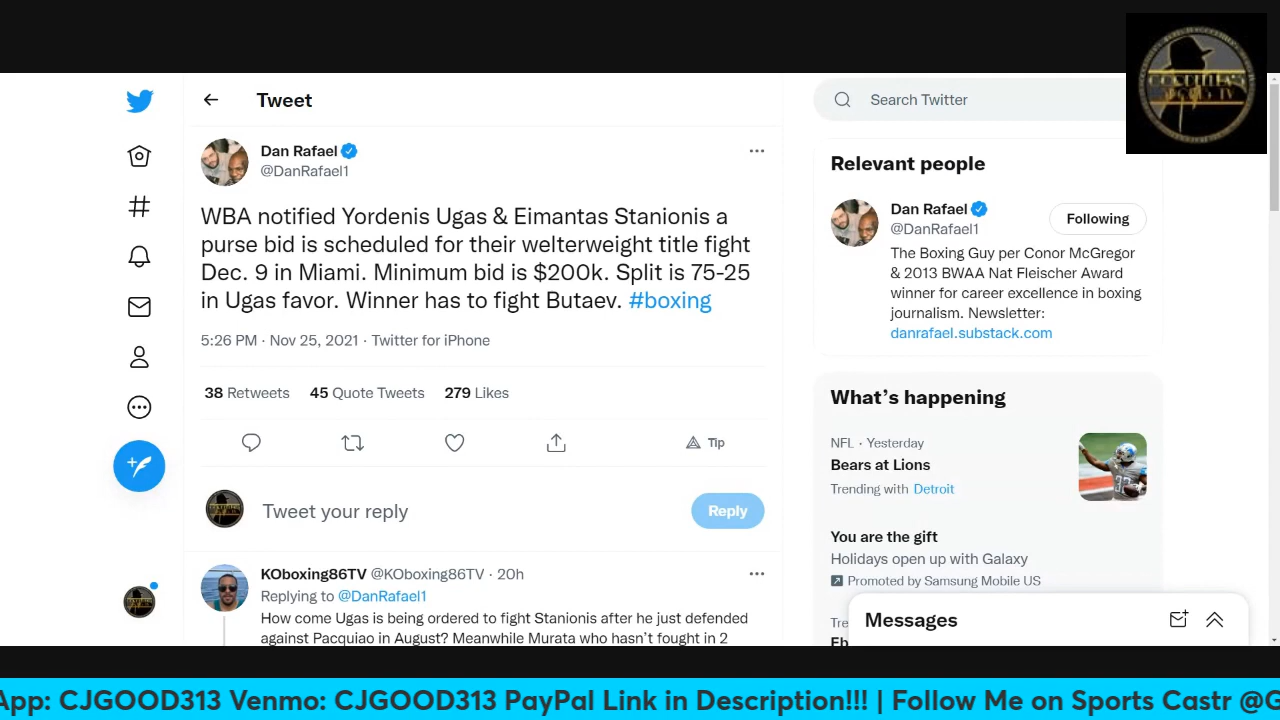 Tweet
Dan Rafael
@DanRafael1
WBA notified Yordenis Ugas & Eimantas Stanionis a
purse bid is scheduled for their welterweight title fight
Dec. 9 in Miami. Minimum bid is $200k. Split is 75-25
in Ugas favor. Winner has to fight Butaev. #boxing
5:26 PM · Nov 25, 2021 · Twitter for iPhone
38 Retweets 45 Quote Tweets 279 Likes
Tip
Tweet your reply
Reply
KOboxing86TV @KOboxing86TV · 20h
Replying to @DanRafael1
How come Ugas is being ordered to fight Stanionis after he just defended
against Pacquiao in August? Meanwhile Murata who hasn't fought in 2
Search Twitter
Relevant people
Dan Rafael
@DanRafael1
Following
The Boxing Guy per Conor McGregor
& 2013 BWAA Nat Fleischer Award
winner for career excellence in boxing
journalism. Newsletter:
danrafael.substack.com
What's happening
NFL · Yesterday
Bears at Lions
Trending with Detroit
You are the gift
Holidays open up with Galaxy
Promoted by Samsung Mobile US
Messages
App: CJGOOD313 Venmo: CJGOOD313 PayPal Link in Description!!! | Follow Me on Sports Castr